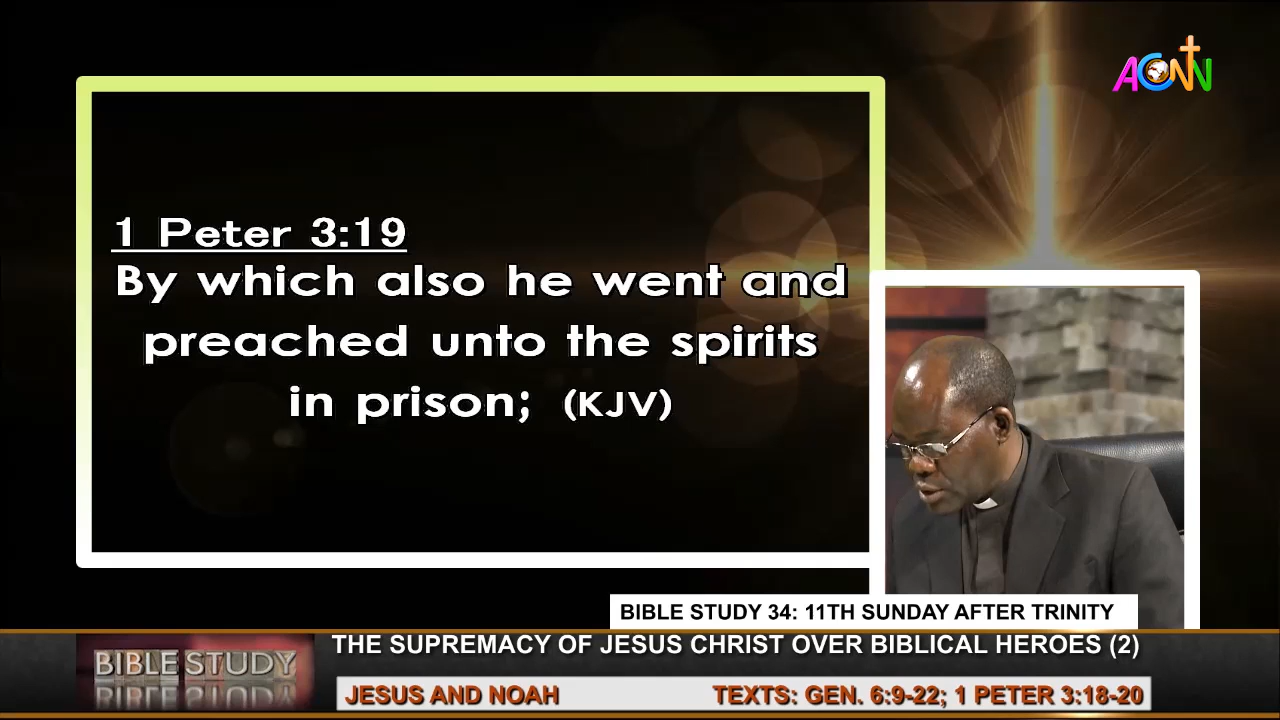 ACNN
1 Peter 3:19
By which also he went and
preached unto the spirits
in prison; (KJV)
BIBLE STUDY 34: 11TH SUNDAY AFTER TRINITY
BIBLE STUDY
THE SUPREMACY OF JESUS CHRIST OVER BIBLICAL HEROES (2)
JESUS AND NOAH TEXTS: GEN. 6:9-22; 1 PETER 3:18-20